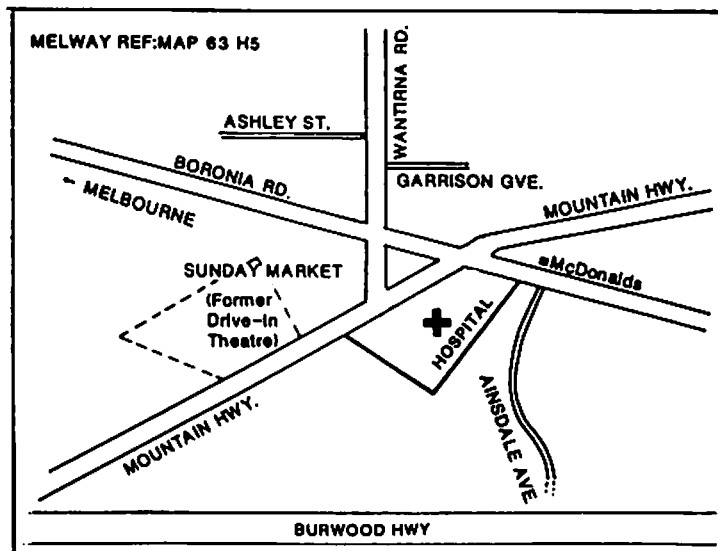 MELWAY REF:MAP 63 H5
WANTIRNA RD.
ASHLEY ST.
BORONIA RD.
GARRISON GVE.
← MELBOURNE
MOUNTAIN HWY.
SUNDAY MARKET
(Former
Drive-In
Theatre)
McDonalds
HOSPITAL
AINSDALE AVE
MOUNTAIN HWY.
BURWOOD HWY